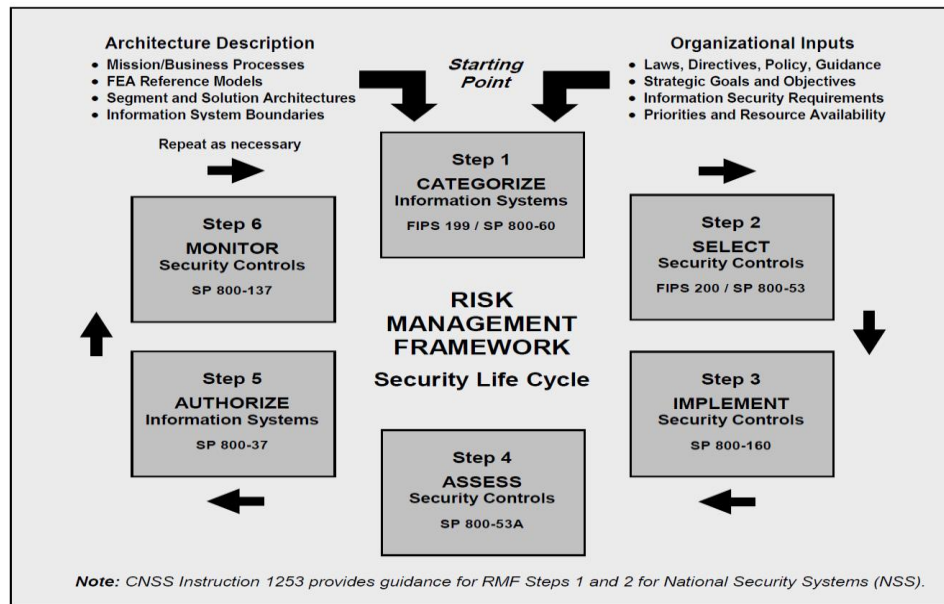 Architecture Description
• Mission/Business Processes
• FEA Reference Models
• Segment and Solution Architectures
• Information System Boundaries
Starting
Point
Organizational Inputs
• Laws, Directives, Policy, Guidance
• Strategic Goals and Objectives
• Information Security Requirements
• Priorities and Resource Availability
Repeat as necessary
Step 1
CATEGORIZE
Information Systems
FIPS 199 / SP 800-60
Step 2
SELECT
Security Controls
FIPS 200 / SP 800-53
Step 3
IMPLEMENT
Security Controls
SP 800-160
Step 4
ASSESS
Security Controls
SP 800-53A
Step 5
AUTHORIZE
Information Systems
SP 800-37
Step 6
MONITOR
Security Controls
SP 800-137
RISK
MANAGEMENT
FRAMEWORK
Security Life Cycle
Note: CNSS Instruction 1253 provides guidance for RMF Steps 1 and 2 for National Security Systems (NSS).